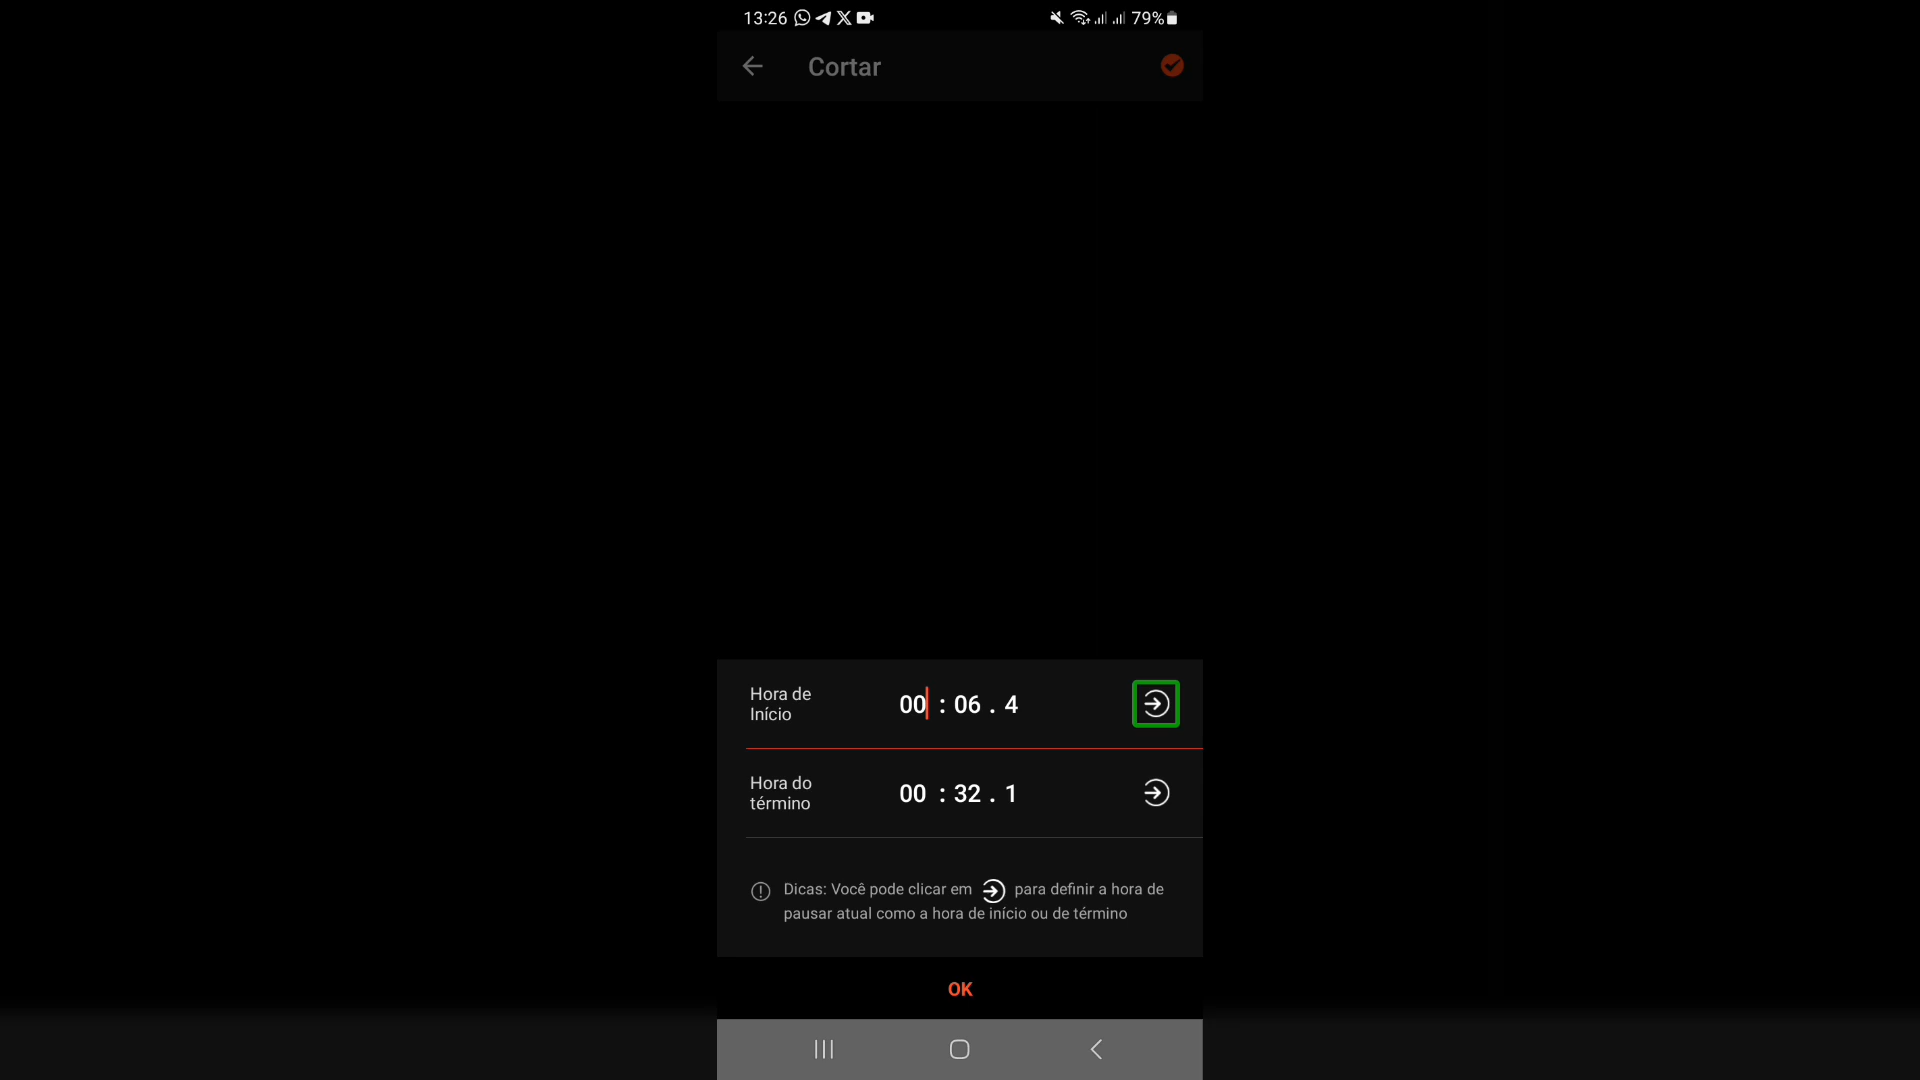 13:26 79%
Cortar
Hora de
Início
00 : 06 . 4
Hora do
término
00 : 32 . 1
Dicas: Você pode clicar em para definir a hora de
pausar atual como a hora de início ou de término
OK